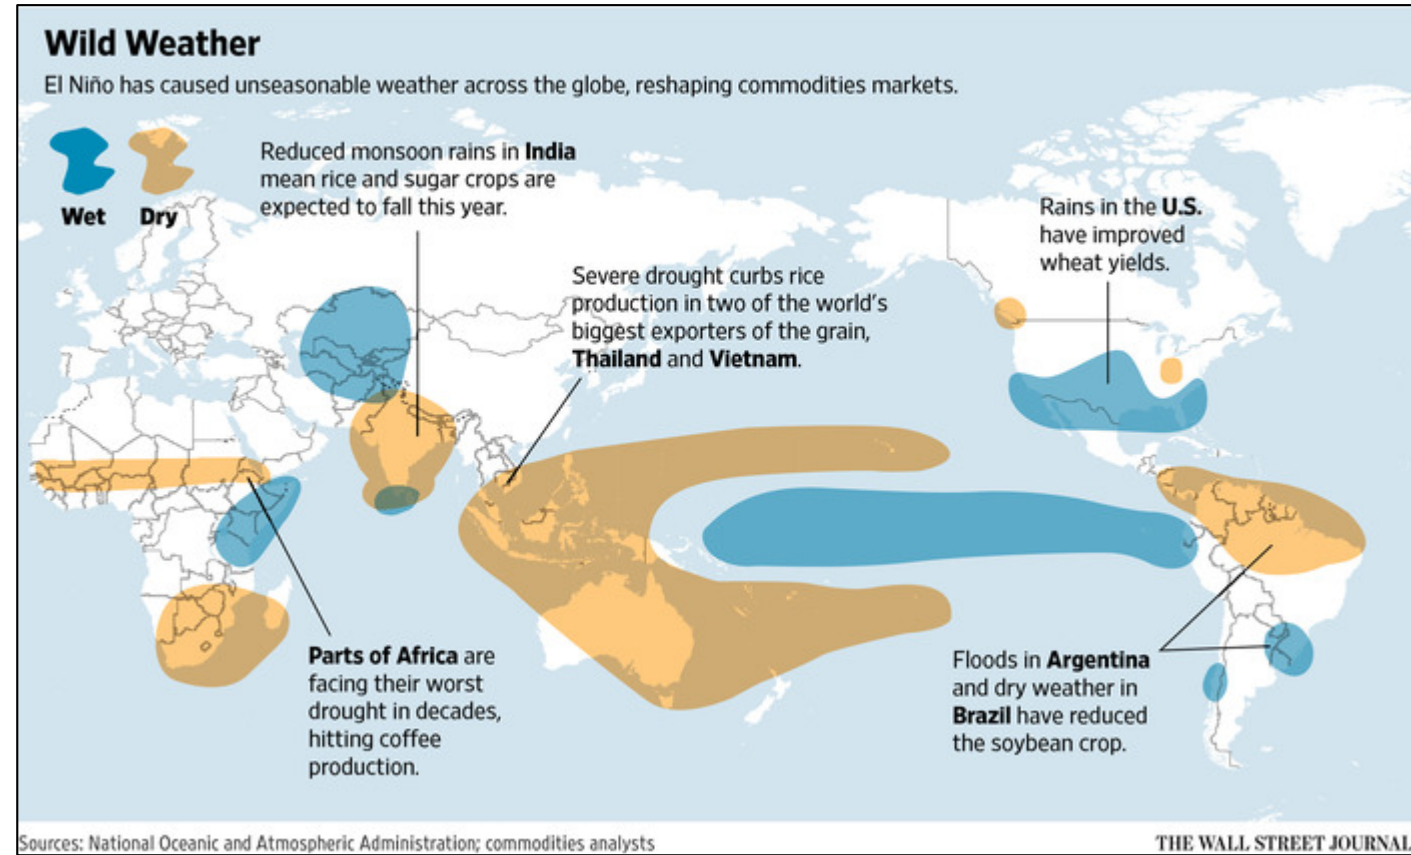 Wild Weather
El Niño has caused unseasonable weather across the globe, reshaping commodities markets.
Wet
Dry
Reduced monsoon rains in India
mean rice and sugar crops are
expected to fall this year.
Severe drought curbs rice
production in two of the world's
biggest exporters of the grain,
Thailand and Vietnam.
Rains in the U.S.
have improved
wheat yields.
Parts of Africa are
facing their worst
drought in decades,
hitting coffee
production.
Floods in Argentina
and dry weather in
Brazil have reduced
the soybean crop.
Sources: National Oceanic and Atmospheric Administration; commodities analysts
THE WALL STREET JOURNAL